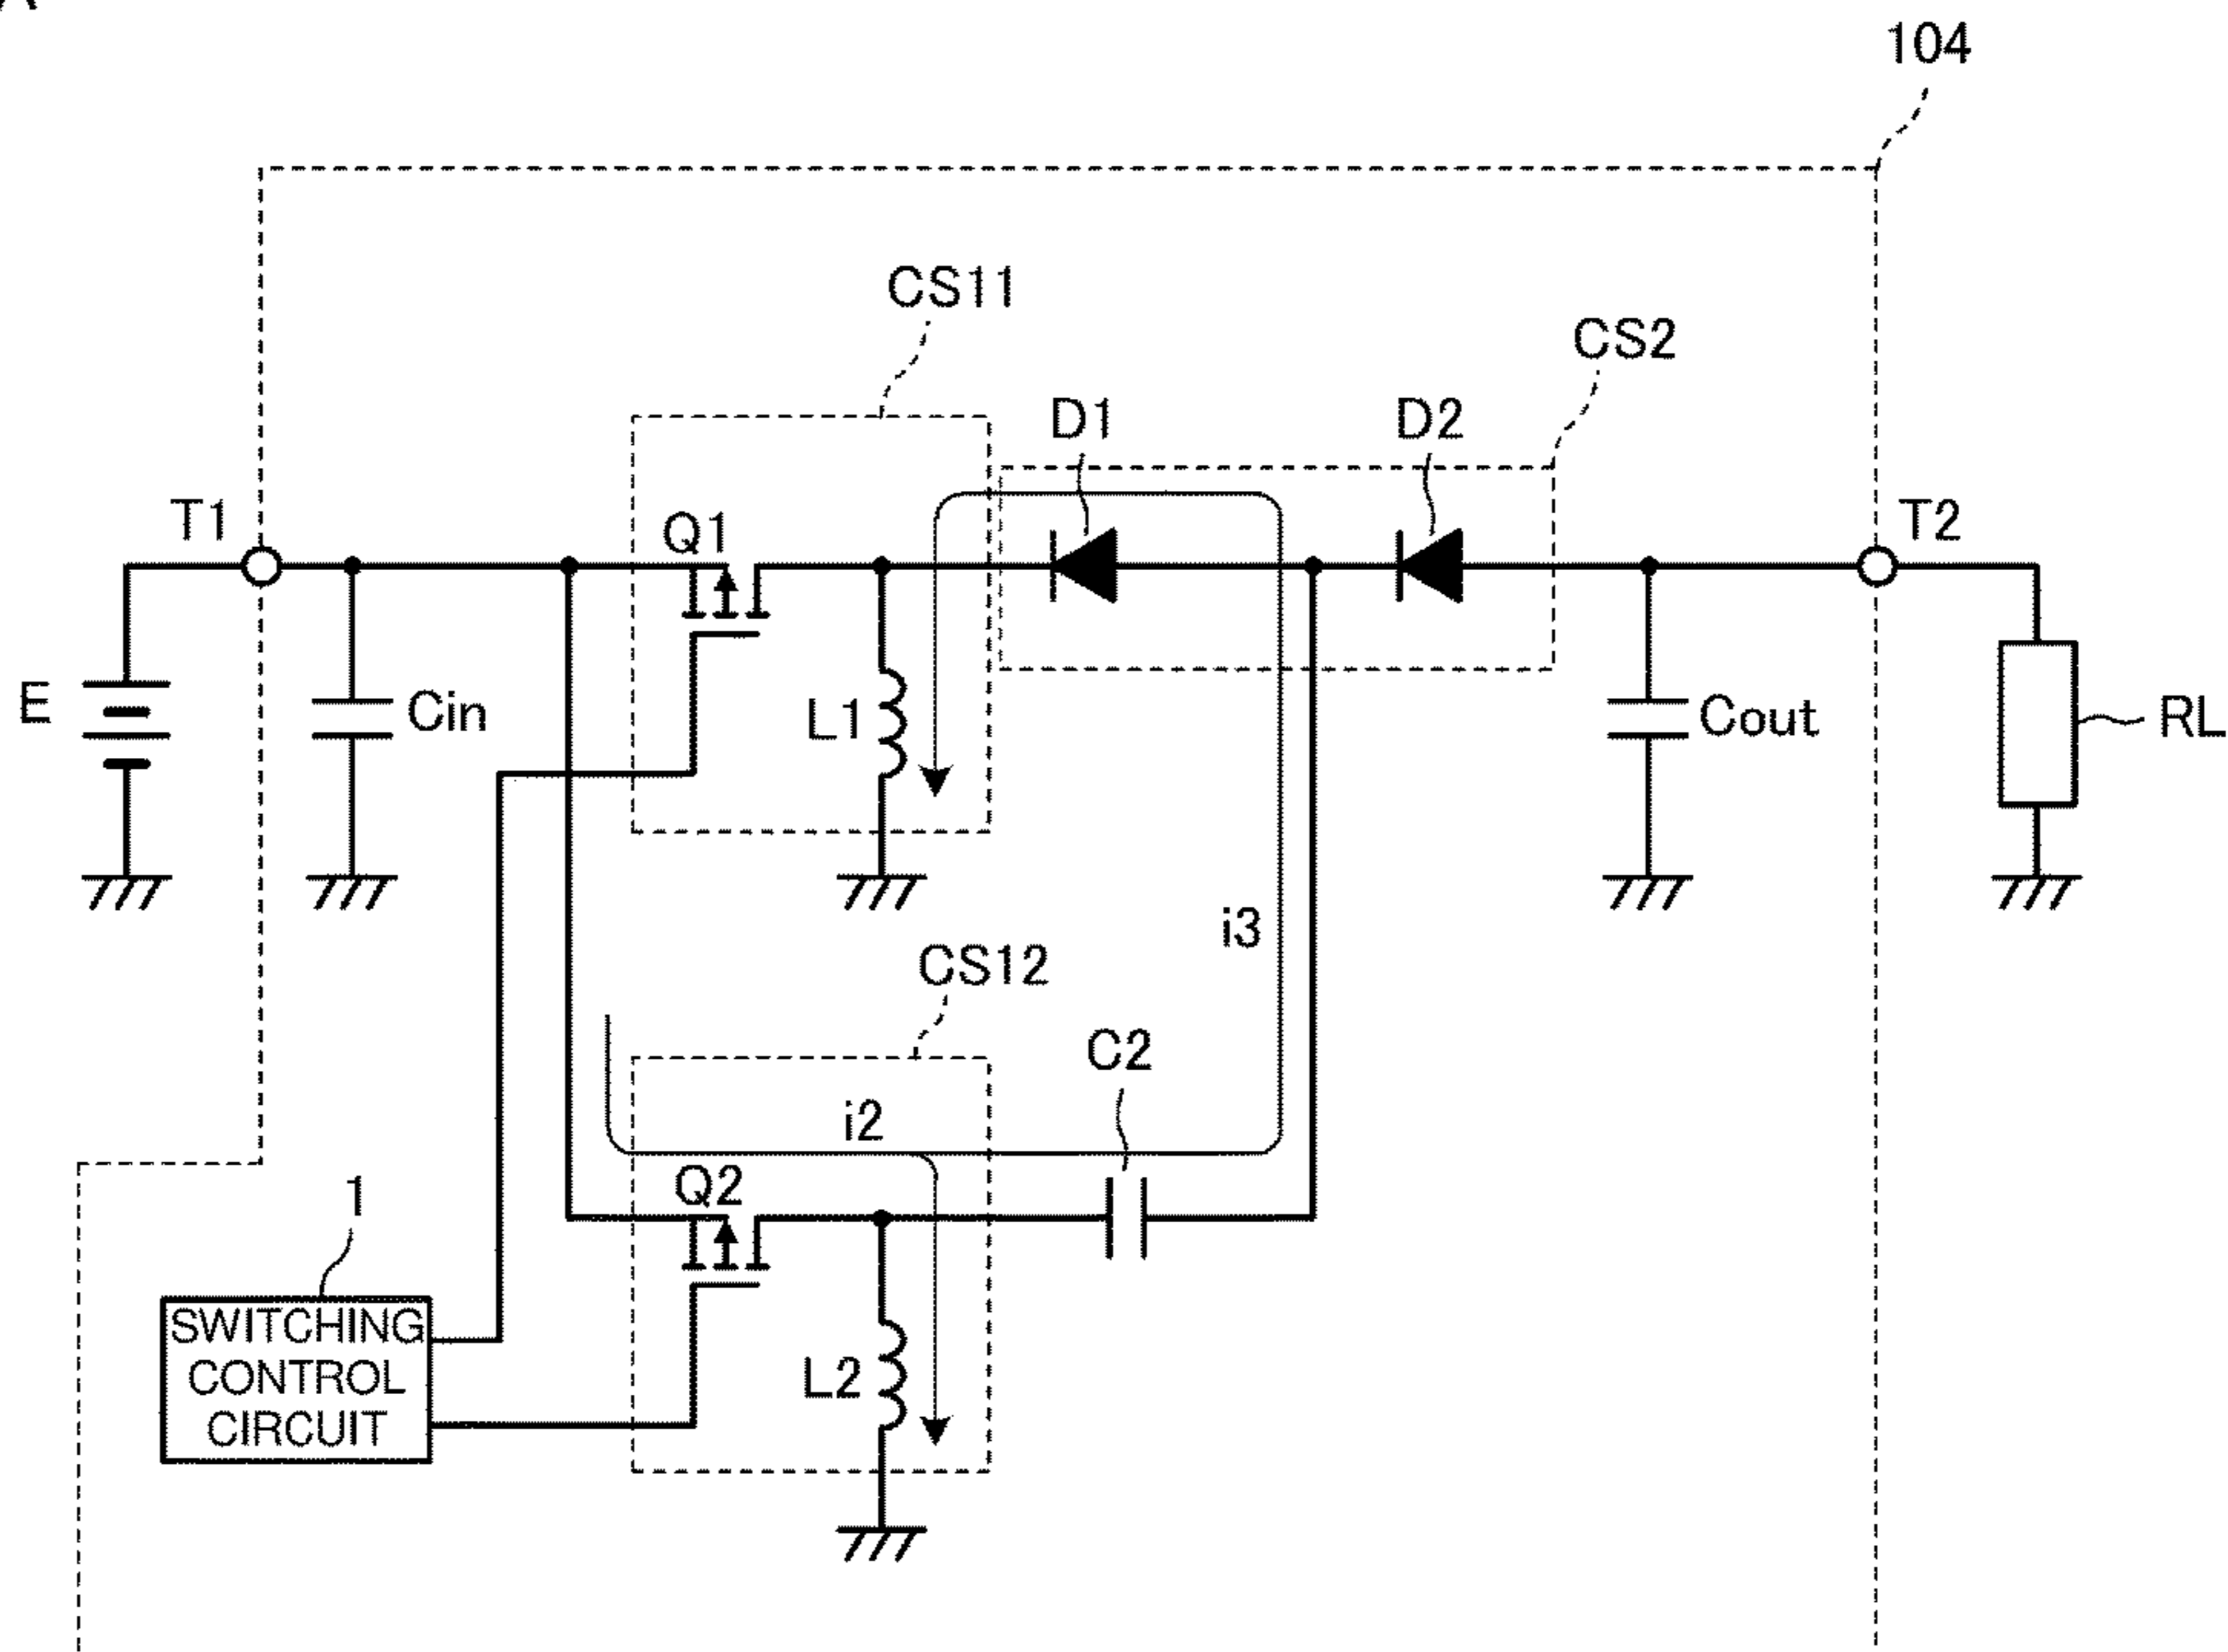 104
CS11
CS2
D1
D2
T1
Q1
T2
E
Cin
L1
Cout
RL
i3
CS12
C2
i2
Q2
1
SWITCHING
CONTROL
CIRCUIT
L2